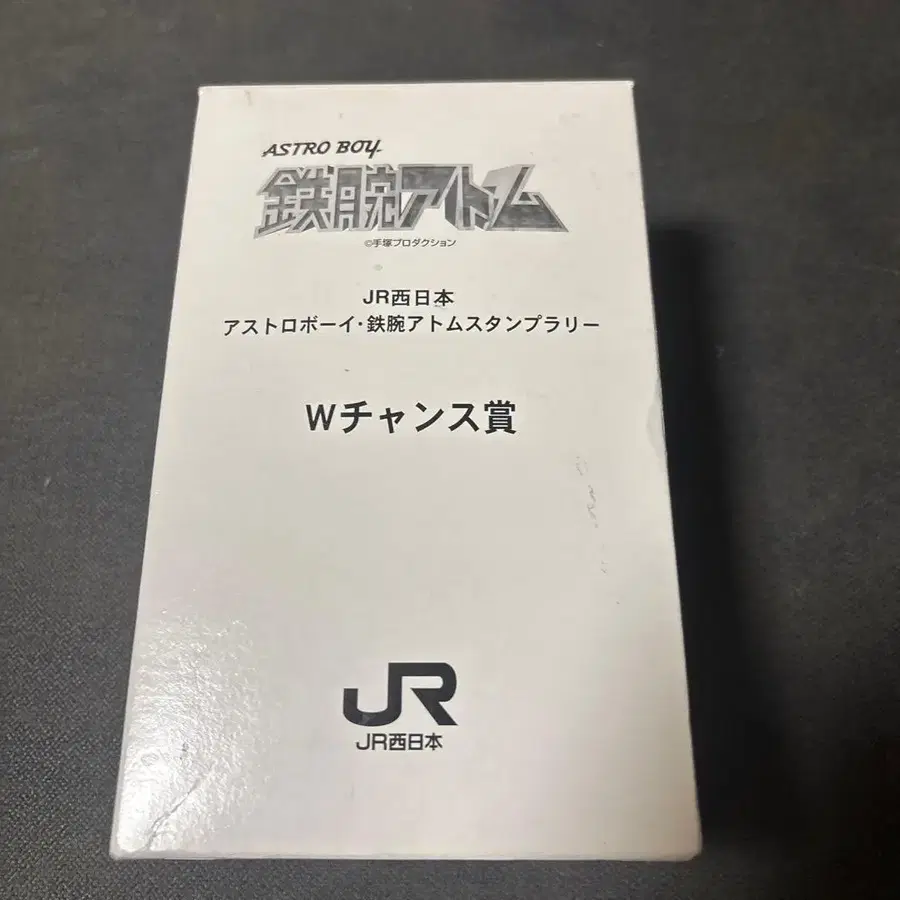 ASTRO BOY
鉄腕アトム
©手塚プロダクション
JR西日本
アストロボーイ・鉄腕アトムスタンプラリー
Wチャンス賞
JR
JR西日本